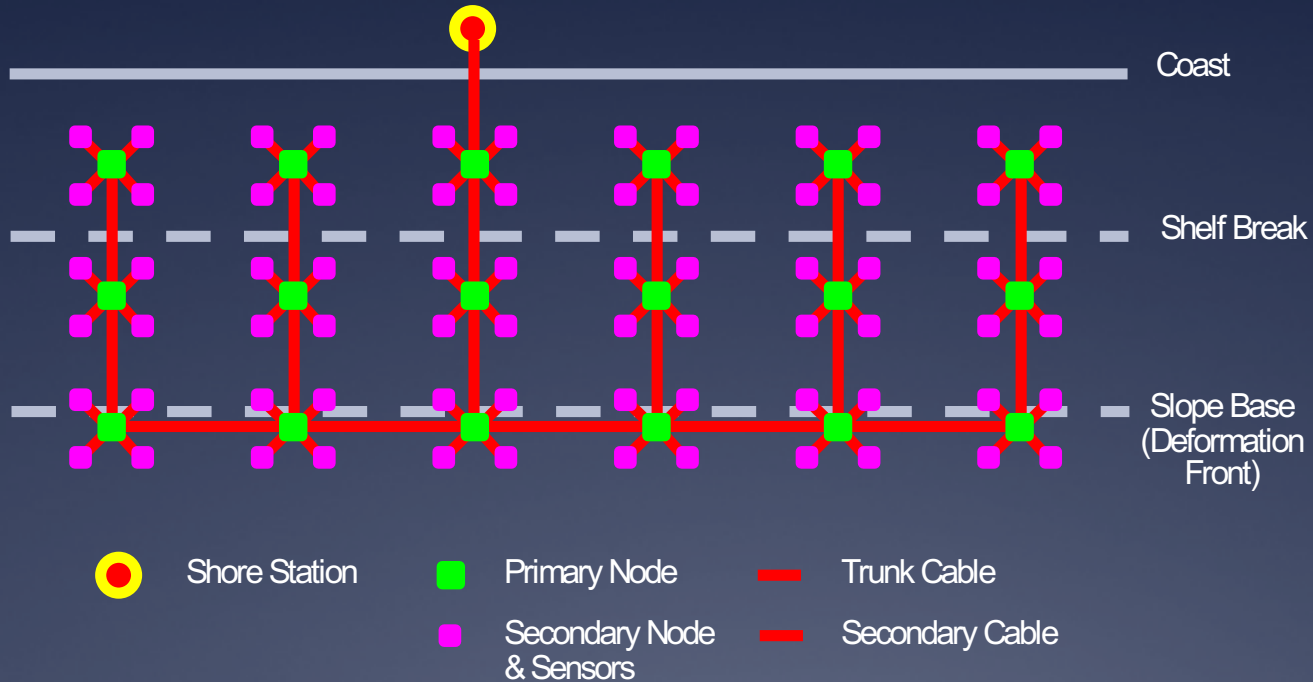 Coast
Shelf Break
Slope Base
(Deformation
Front)
Shore Station
Primary Node
Trunk Cable
Secondary Node
& Sensors
Secondary Cable